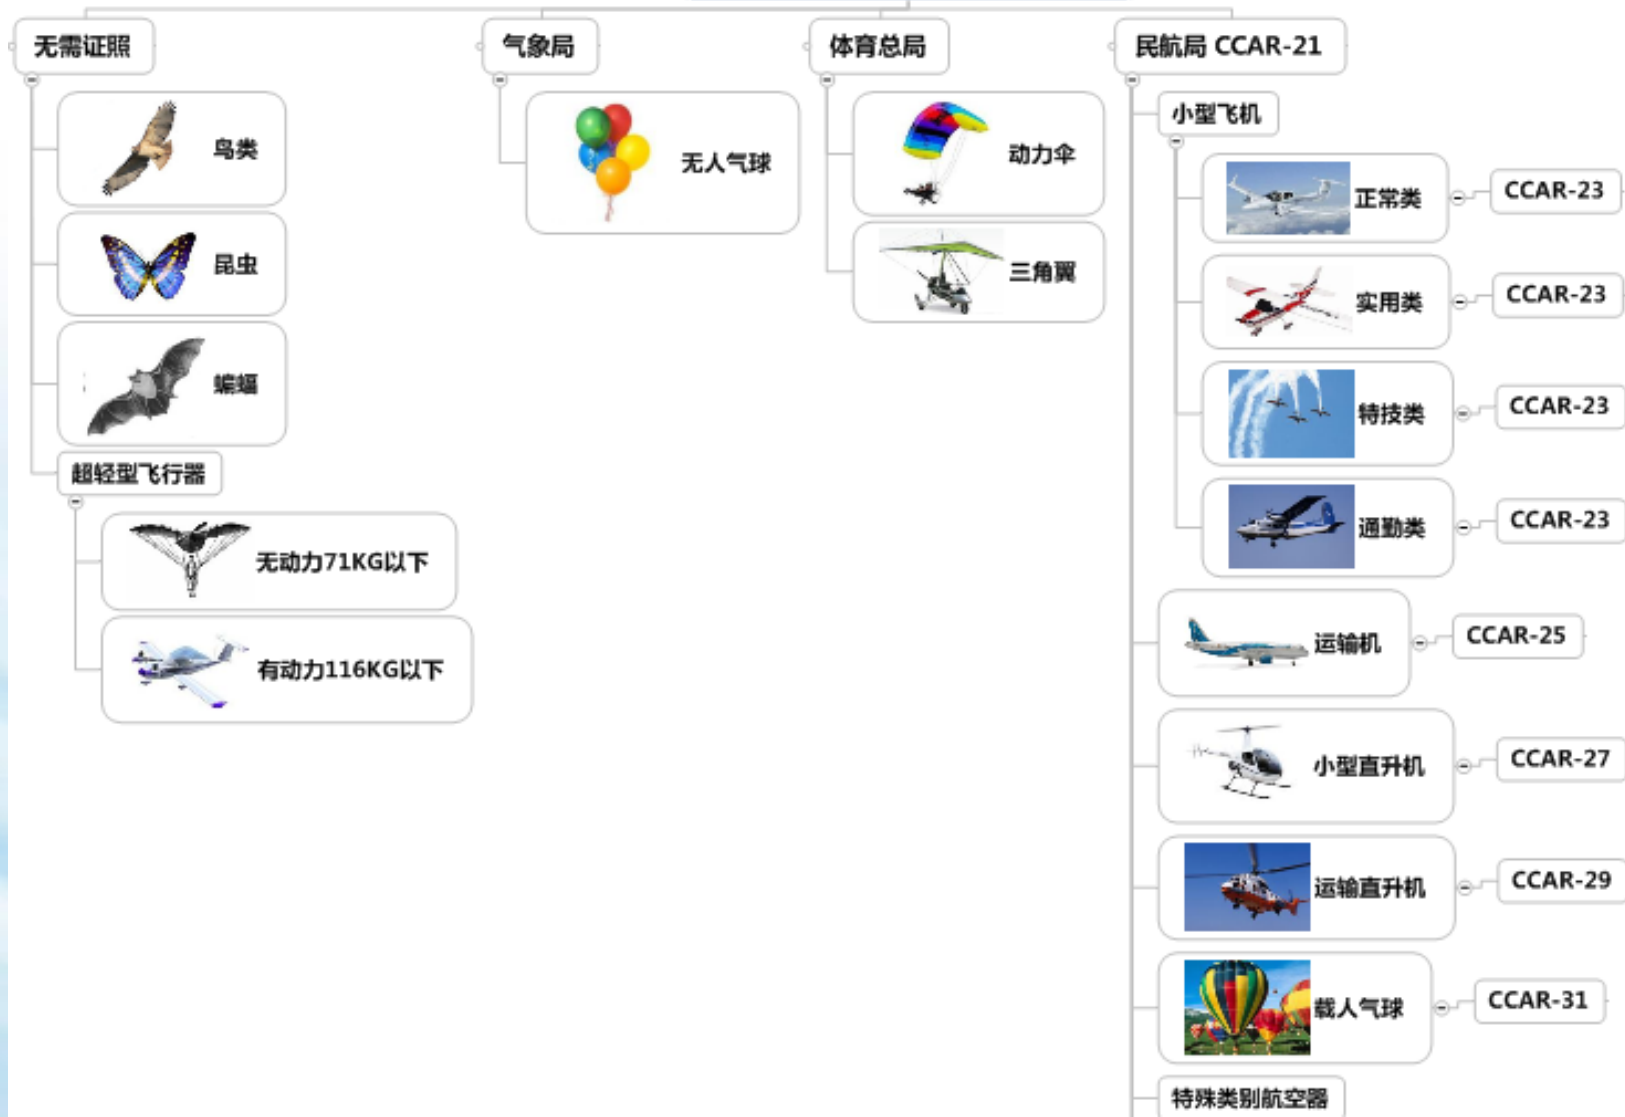 无需证照
鸟类
昆虫
蝙蝠
超轻型飞行器
无动力71KG以下
有动力116KG以下
气象局
无人气球
体育总局
动力伞
三角翼
民航局 CCAR-21
小型飞机
正常类
CCAR-23
实用类
CCAR-23
特技类
CCAR-23
通勤类
CCAR-23
运输机
CCAR-25
小型直升机
CCAR-27
运输直升机
CCAR-29
载人气球
CCAR-31
特殊类别航空器